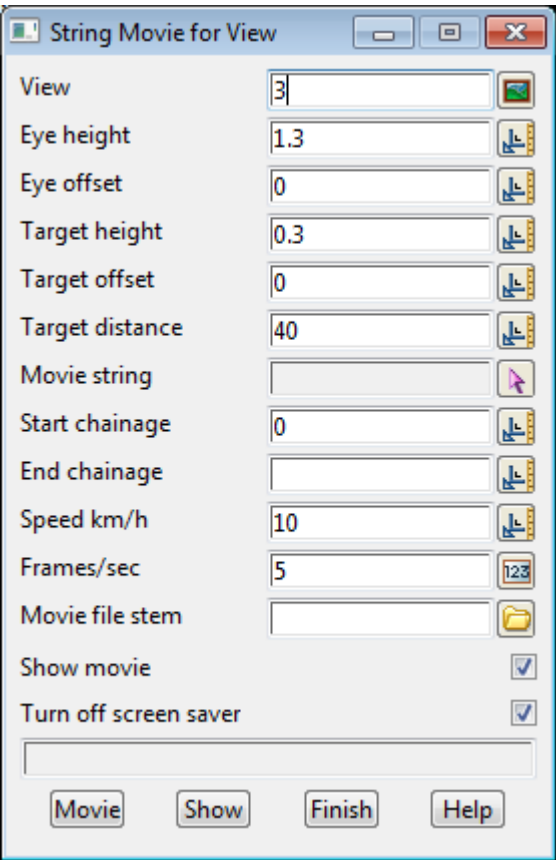 String Movie for View
View 3
Eye height 1.3
Eye offset 0
Target height 0.3
Target offset 0
Target distance 40
Movie string
Start chainage 0
End chainage
Speed km/h 10
Frames/sec 5 123
Movie file stem
Show movie
Turn off screen saver
Movie Show Finish Help